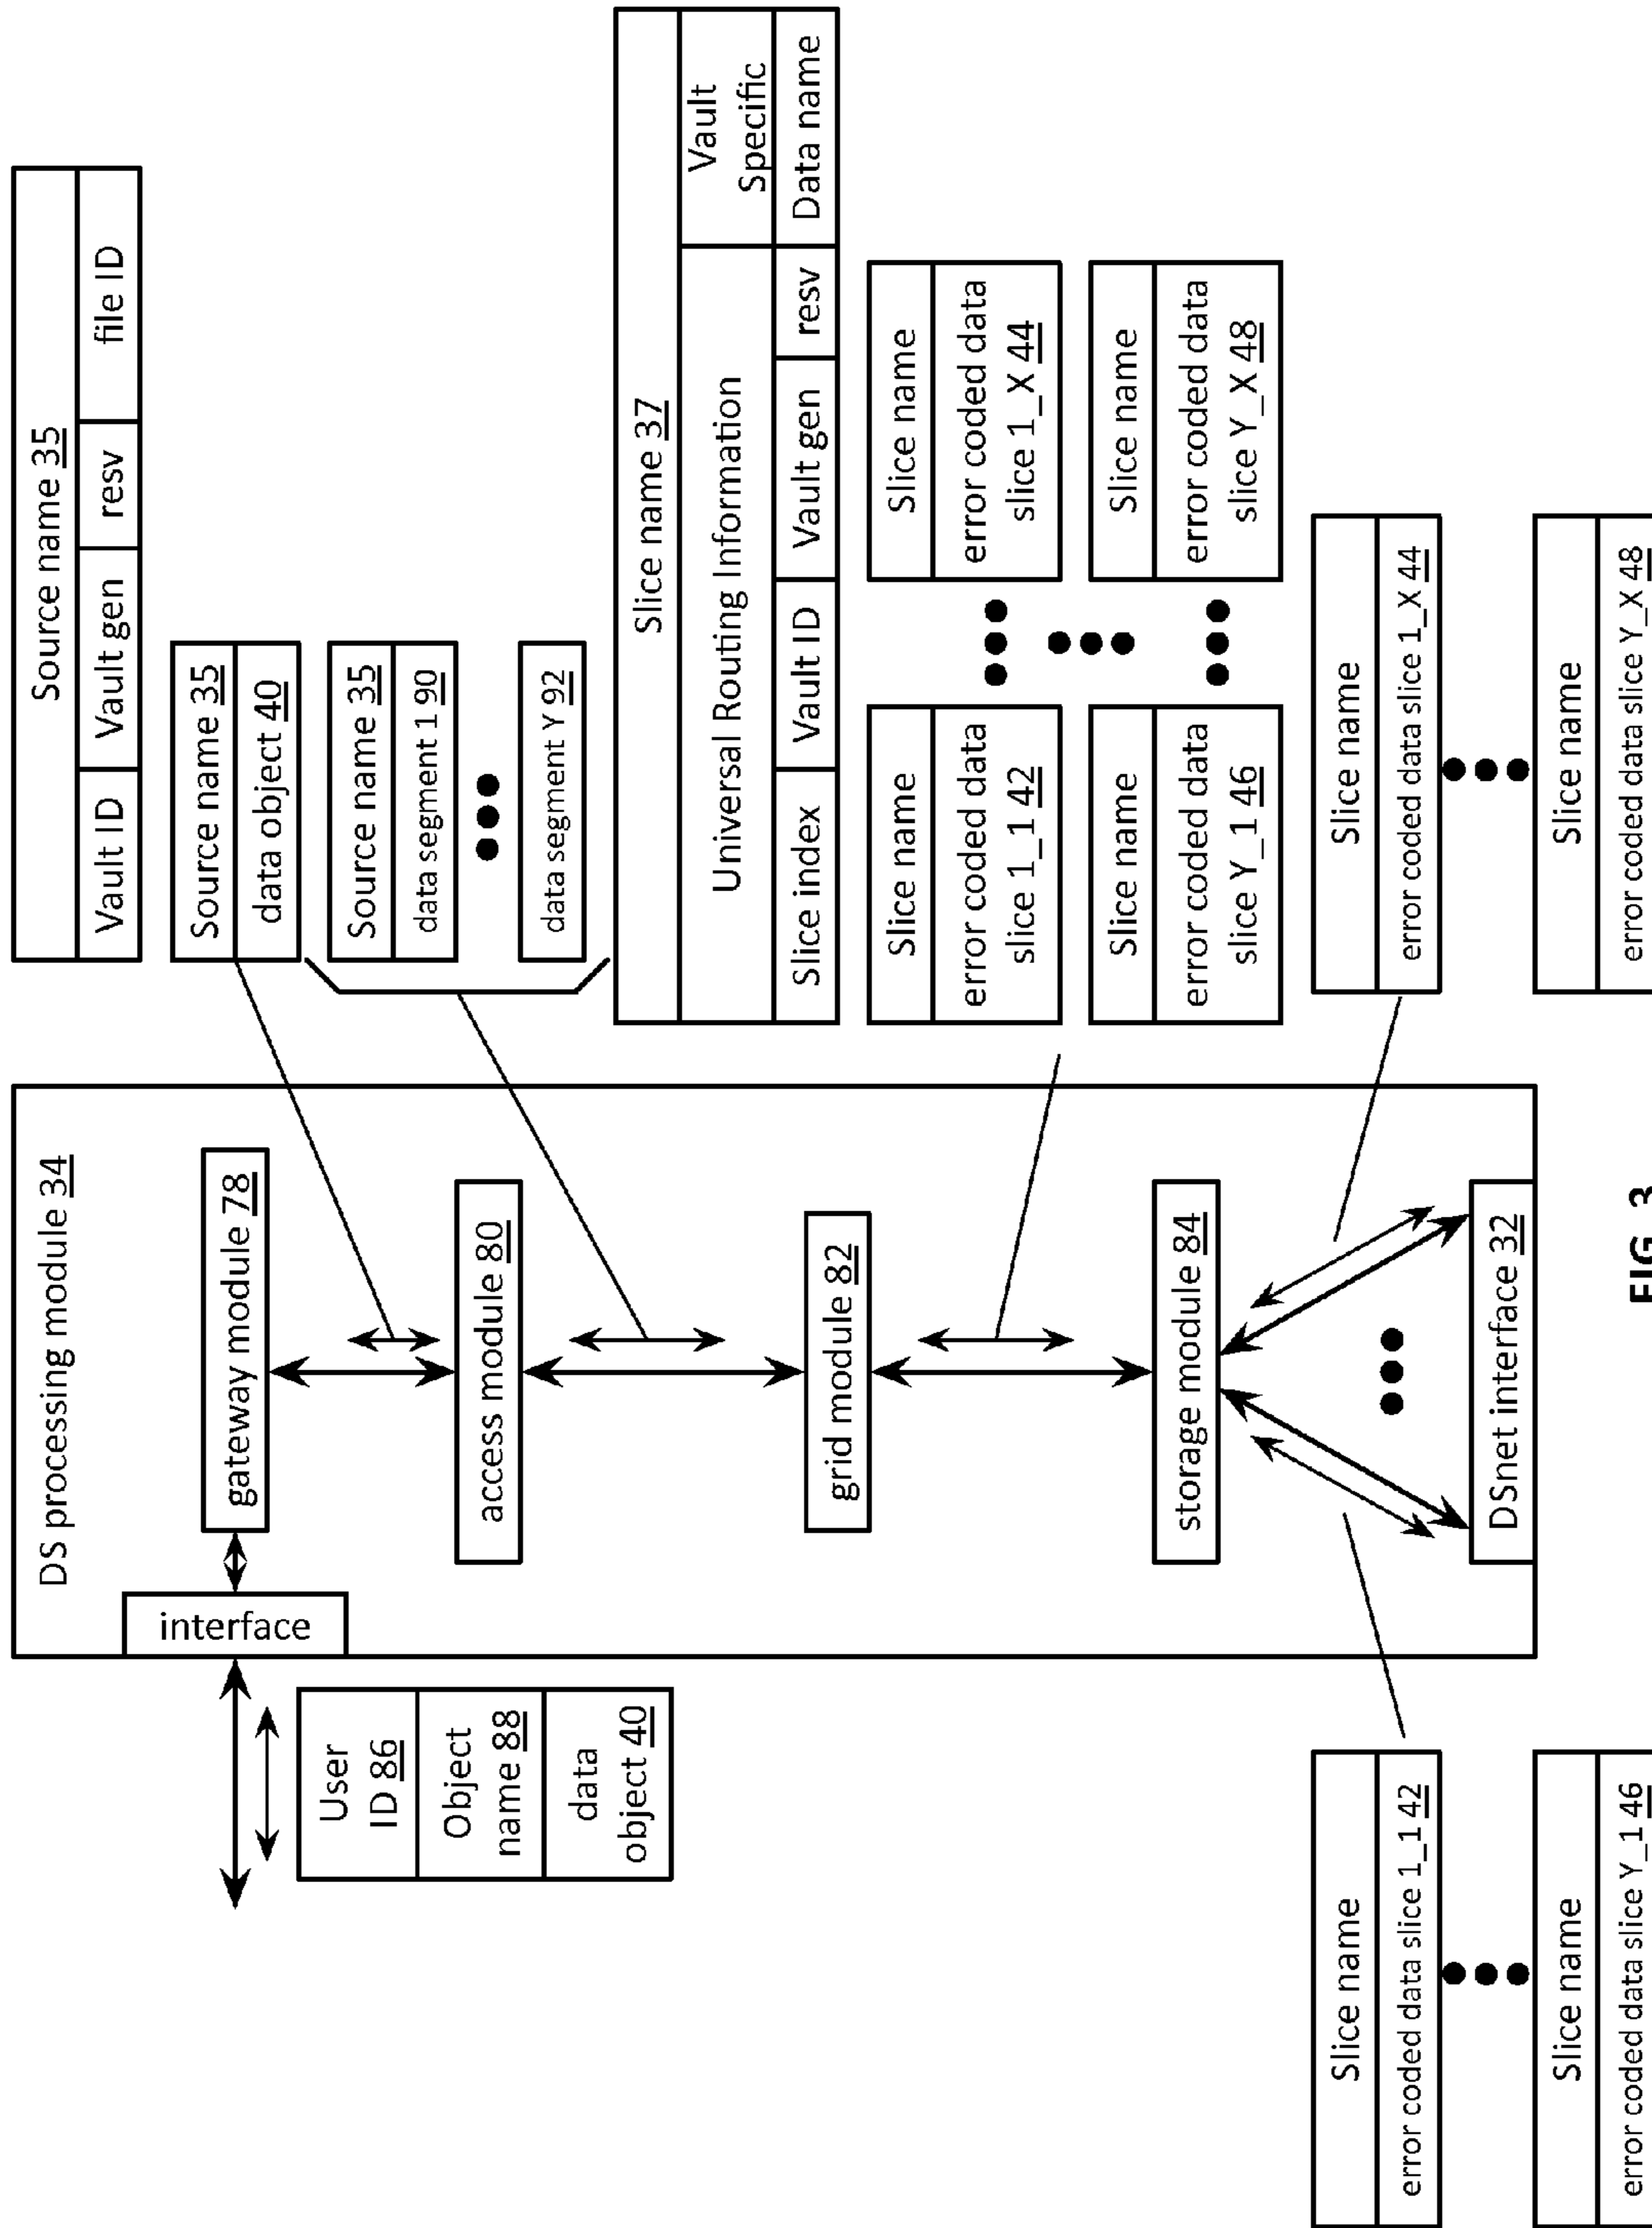 DS processing module 34
interface
gateway module 78
access module 80
grid module 82
storage module 84
DSnet interface 32
User
ID 86
Object
name 88
data
object 40
Source name 35
Vault ID
Vault gen
resv
file ID
Source name 35
data object 40
Source name 35
data segment 1 90
data segment Y 92
Slice name 37
Universal Routing Information
Vault
Specific
Slice index
Vault ID
Vault gen
resv
Data name
Slice name
error coded data
slice 1_1 42
Slice name
error coded data
slice 1_X 44
Slice name
error coded data
slice Y_1 46
Slice name
error coded data
slice Y_X 48
Slice name
error coded data slice 1_1 42
Slice name
error coded data slice Y_1 46
Slice name
error coded data slice 1_X 44
Slice name
error coded data slice Y_X 48
FIG. 3